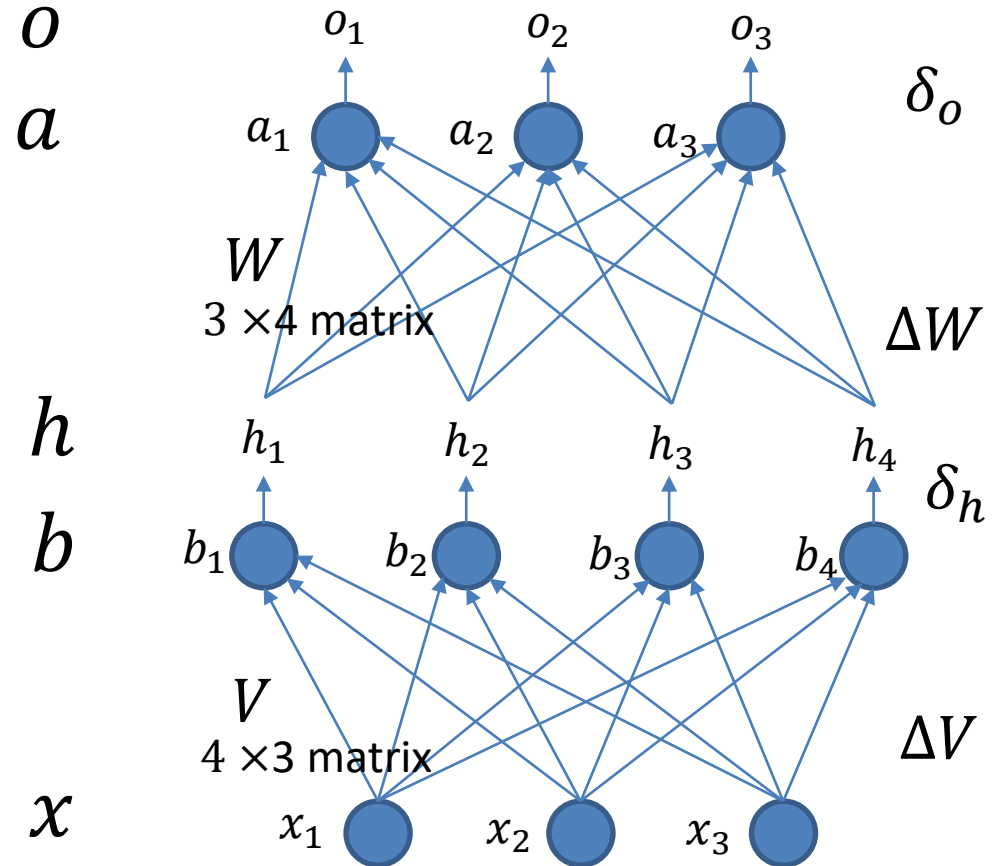 o o₁ o₂ o₃
a a₁ a₂ a₃ δₒ
W
3 ×4 matrix ΔW
h h₁ h₂ h₃ h₄
δₕ
b b₁ b₂ b₃ b₄
V
4 ×3 matrix ΔV
x x₁ x₂ x₃